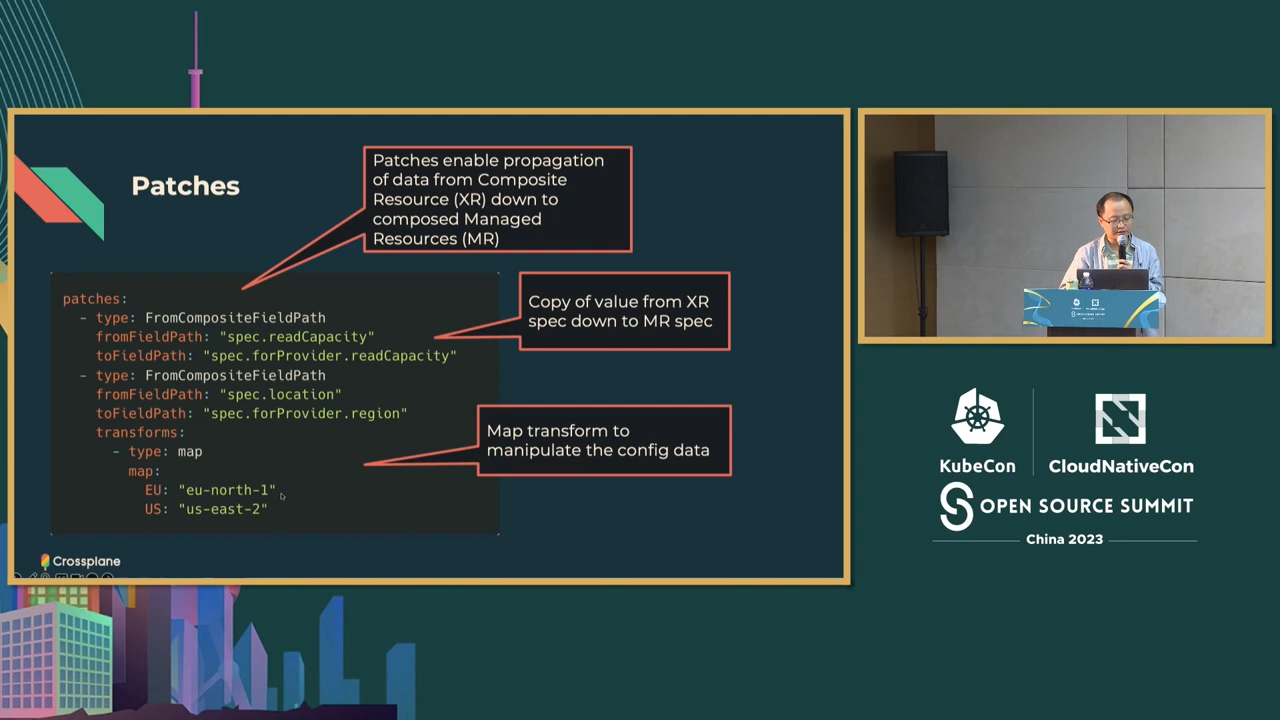 Patches
Patches enable propagation
of data from Composite
Resource (XR) down to
composed Managed
Resources (MR)
patches:
- type: FromCompositeFieldPath
fromFieldPath: "spec.readCapacity"
toFieldPath: "spec.forProvider.readCapacity"
- type: FromCompositeFieldPath
fromFieldPath: "spec.location"
toFieldPath: "spec.forProvider.region"
transforms:
- type: map
map:
EU: "eu-north-1"
US: "us-east-2"
Copy of value from XR
spec down to MR spec
Map transform to
manipulate the config data
Crossplane
KubeCon
CloudNativeCon
OPEN SOURCE SUMMIT
China 2023